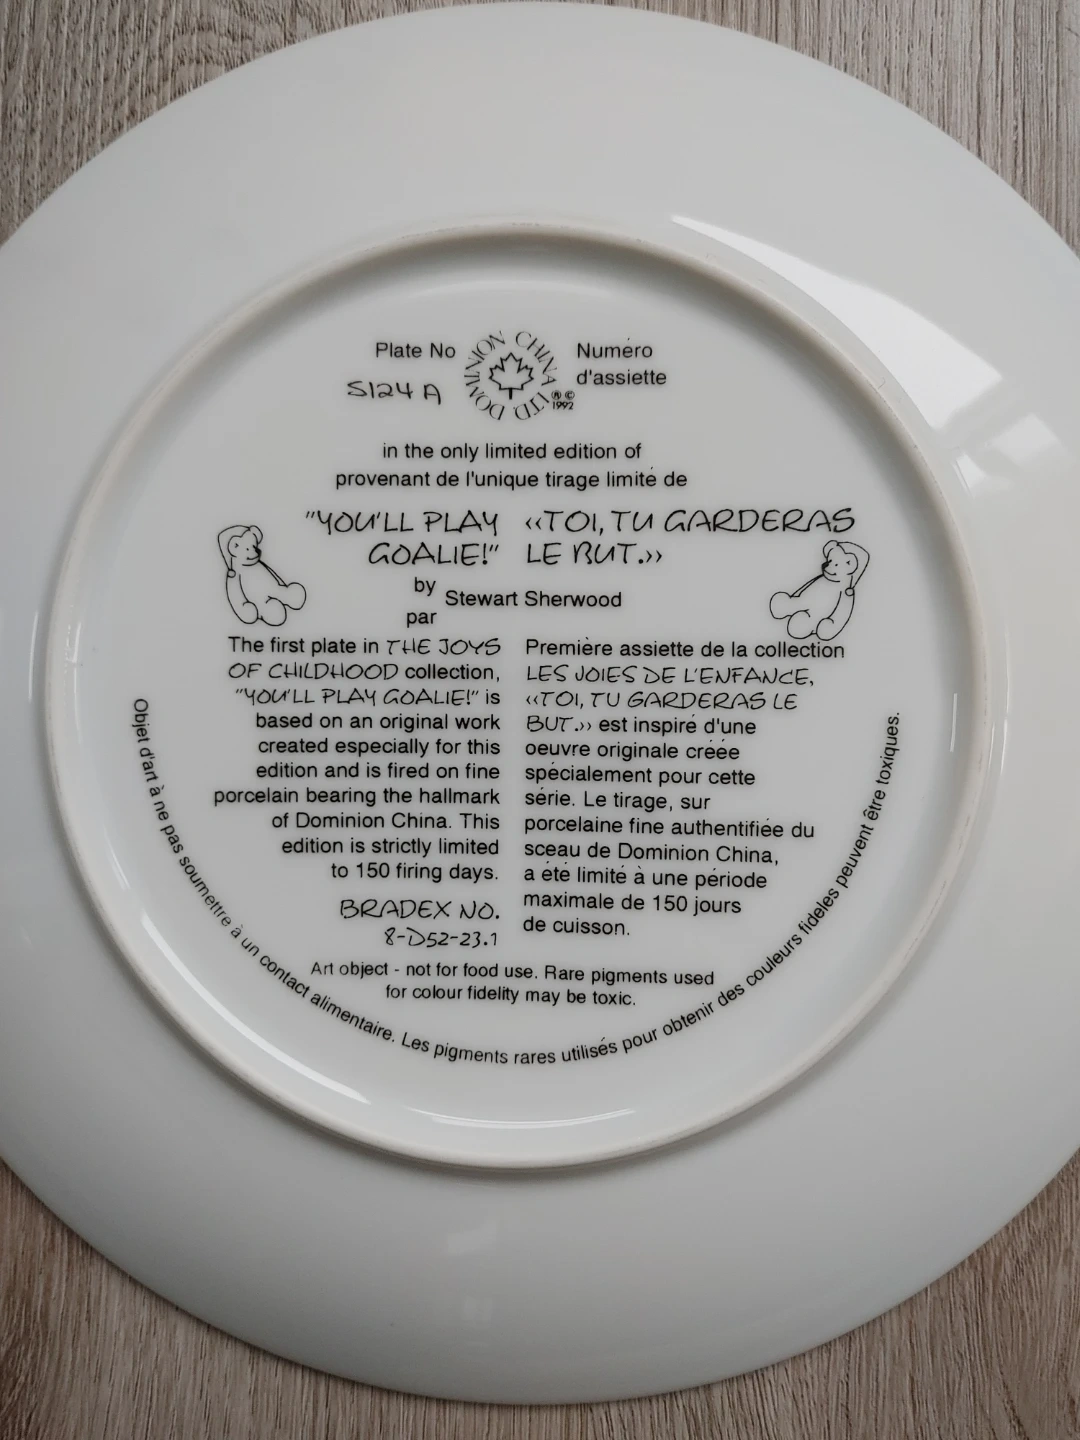 Plate No
S124 A
DOMINION CHINA LTD.
® © 1992
Numéro
d'assiette
in the only limited edition of
provenant de l'unique tirage limité de
"YOU'LL PLAY
GOALIE!"
‹‹TOI, TU GARDERAS
LE BUT.››
by
par
Stewart Sherwood
The first plate in THE JOYS
OF CHILDHOOD collection,
"YOU'LL PLAY GOALIE!" is
based on an original work
created especially for this
edition and is fired on fine
porcelain bearing the hallmark
of Dominion China. This
edition is strictly limited
to 150 firing days.
BRADEX NO.
8-D52-23.1
Première assiette de la collection
LES JOIES DE L'ENFANCE,
‹‹TOI, TU GARDERAS LE
BUT.›› est inspiré d'une
oeuvre originale créée
spécialement pour cette
série. Le tirage, sur
porcelaine fine authentifiée du
sceau de Dominion China,
a été limité à une période
maximale de 150 jours
de cuisson.
Art object - not for food use. Rare pigments used
for colour fidelity may be toxic.
Objet d'art à ne pas soumettre à un contact alimentaire. Les pigments rares utilisés pour obtenir des couleurs fideles peuvent être toxiques.